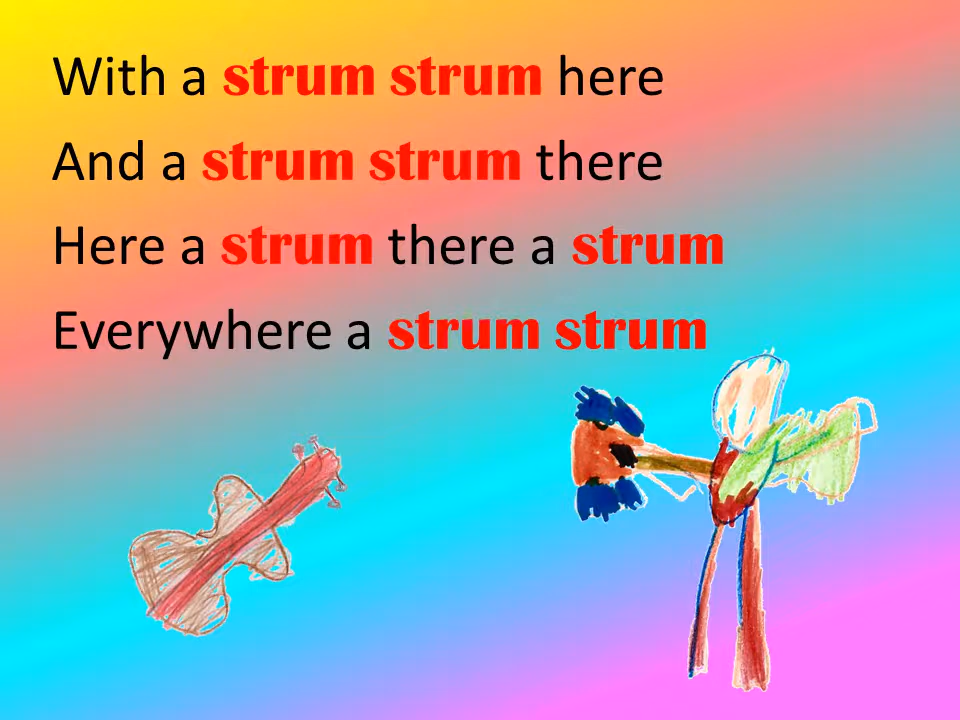 With a strum strum here
And a strum strum there
Here a strum there a strum
Everywhere a strum strum